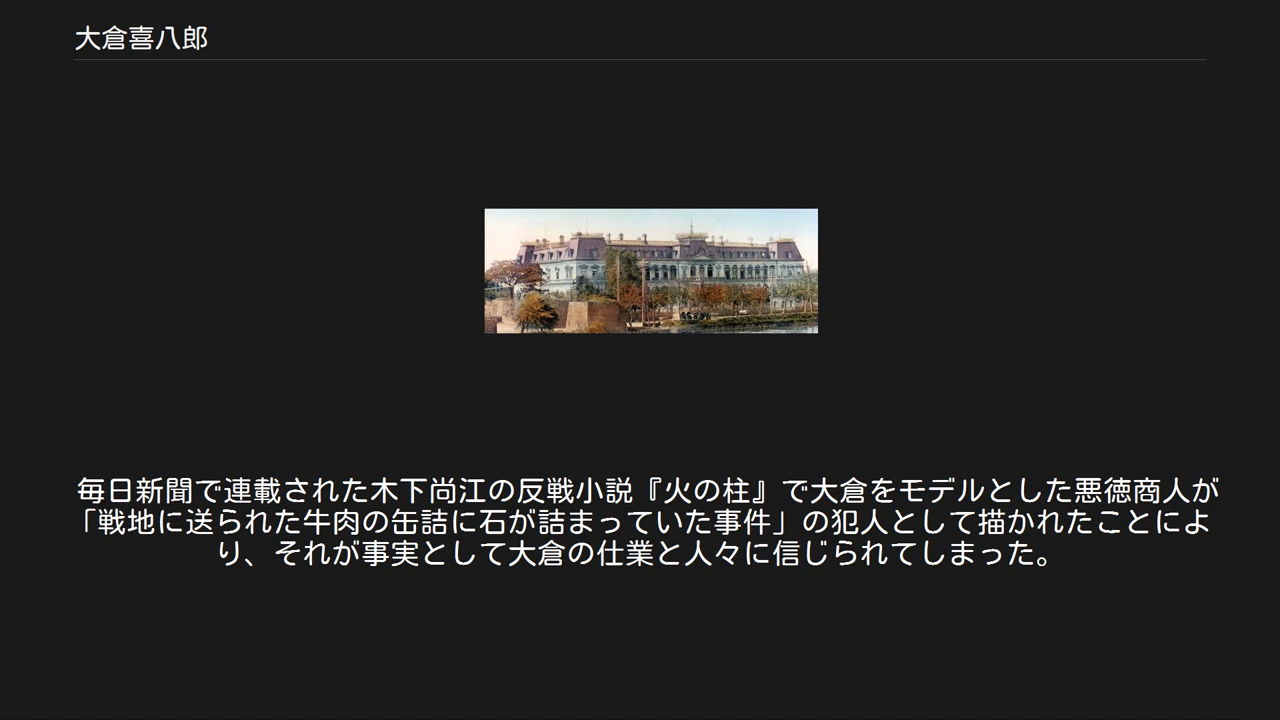 大倉喜八郎
毎日新聞で連載された木下尚江の反戦小説『火の柱』で大倉をモデルとした悪徳商人が
「戦地に送られた牛肉の缶詰に石が詰まっていた事件」の犯人として描かれたことによ
り、それが事実として大倉の仕業と人々に信じられてしまった。